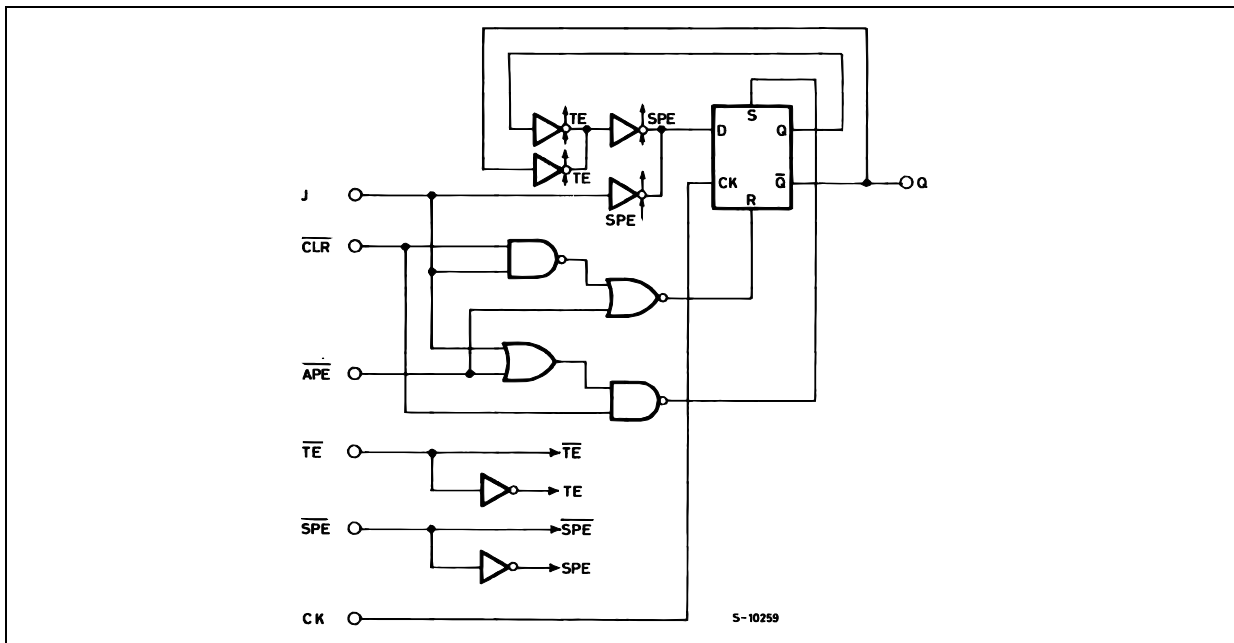 TE
SPE
S
D
Q
TE
CK
Q̅
Q
R
J
SPE
C̅L̅R̅
A̅P̅E̅
T̅E̅
T̅E̅
TE
S̅P̅E̅
S̅P̅E̅
SPE
CK
S-10259